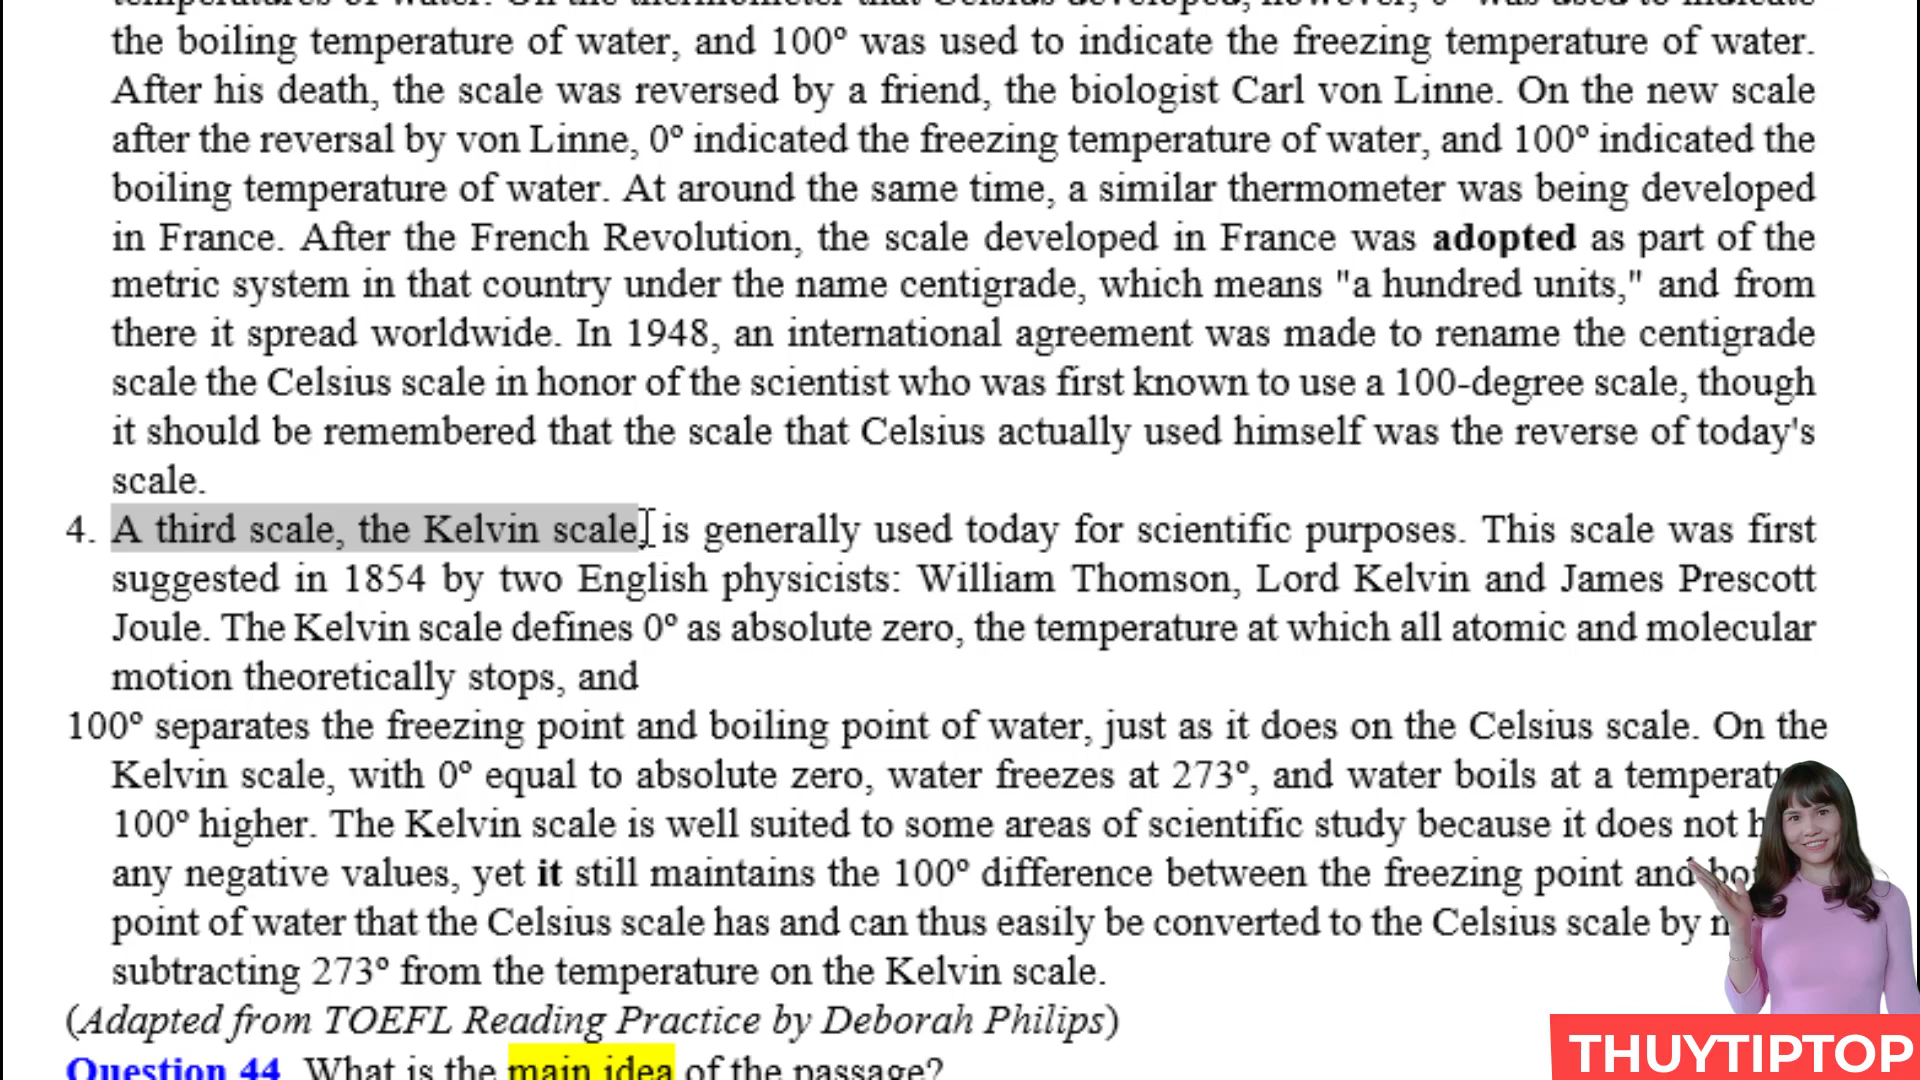 the boiling temperature of water, and 100º was used to indicate the freezing temperature of water.
After his death, the scale was reversed by a friend, the biologist Carl von Linne. On the new scale
after the reversal by von Linne, 0º indicated the freezing temperature of water, and 100º indicated the
boiling temperature of water. At around the same time, a similar thermometer was being developed
in France. After the French Revolution, the scale developed in France was adopted as part of the
metric system in that country under the name centigrade, which means "a hundred units," and from
there it spread worldwide. In 1948, an international agreement was made to rename the centigrade
scale the Celsius scale in honor of the scientist who was first known to use a 100-degree scale, though
it should be remembered that the scale that Celsius actually used himself was the reverse of today's
scale.
4. A third scale, the Kelvin scale, is generally used today for scientific purposes. This scale was first
suggested in 1854 by two English physicists: William Thomson, Lord Kelvin and James Prescott
Joule. The Kelvin scale defines 0º as absolute zero, the temperature at which all atomic and molecular
motion theoretically stops, and
100º separates the freezing point and boiling point of water, just as it does on the Celsius scale. On the
Kelvin scale, with 0º equal to absolute zero, water freezes at 273º, and water boils at a
100º higher. The Kelvin scale is well suited to some areas of scientific study because it does not
any negative values, yet it still maintains the 100º difference between the freezing point and
point of water that the Celsius scale has and can thus easily be converted to the Celsius scale by
subtracting 273º from the temperature on the Kelvin scale.
(Adapted from TOEFL Reading Practice by Deborah Philips)
Question 44. What is the main idea of the passage?
THUYTIPTOP